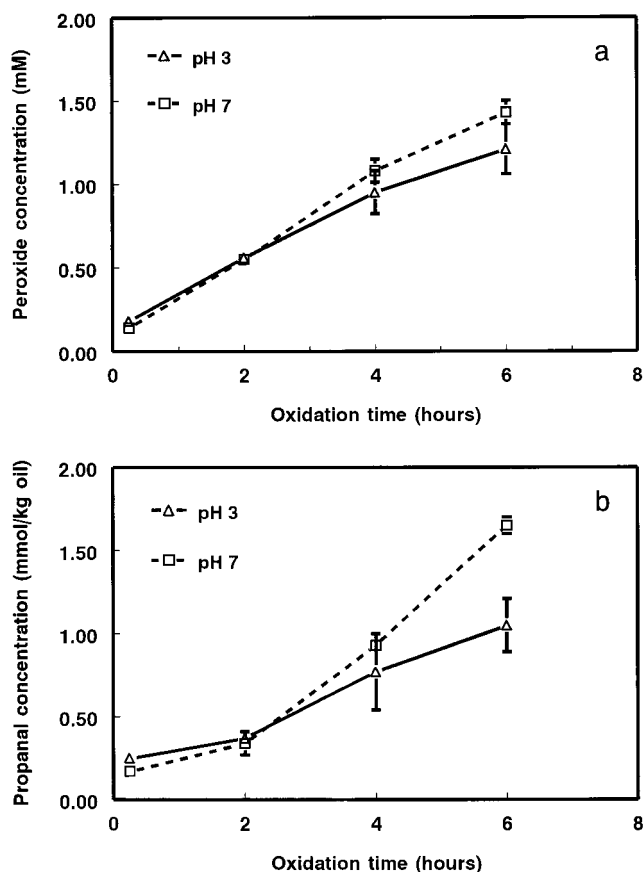 2.00
a
pH 3
pH 7
1.50
1.00
0.50
0.00
Peroxide concentration (mM)
0 2 4 6 8
Oxidation time (hours)
2.00
b
pH 3
pH 7
1.50
1.00
0.50
0.00
Propanal concentration (mmol/kg oil)
0 2 4 6 8
Oxidation time (hours)